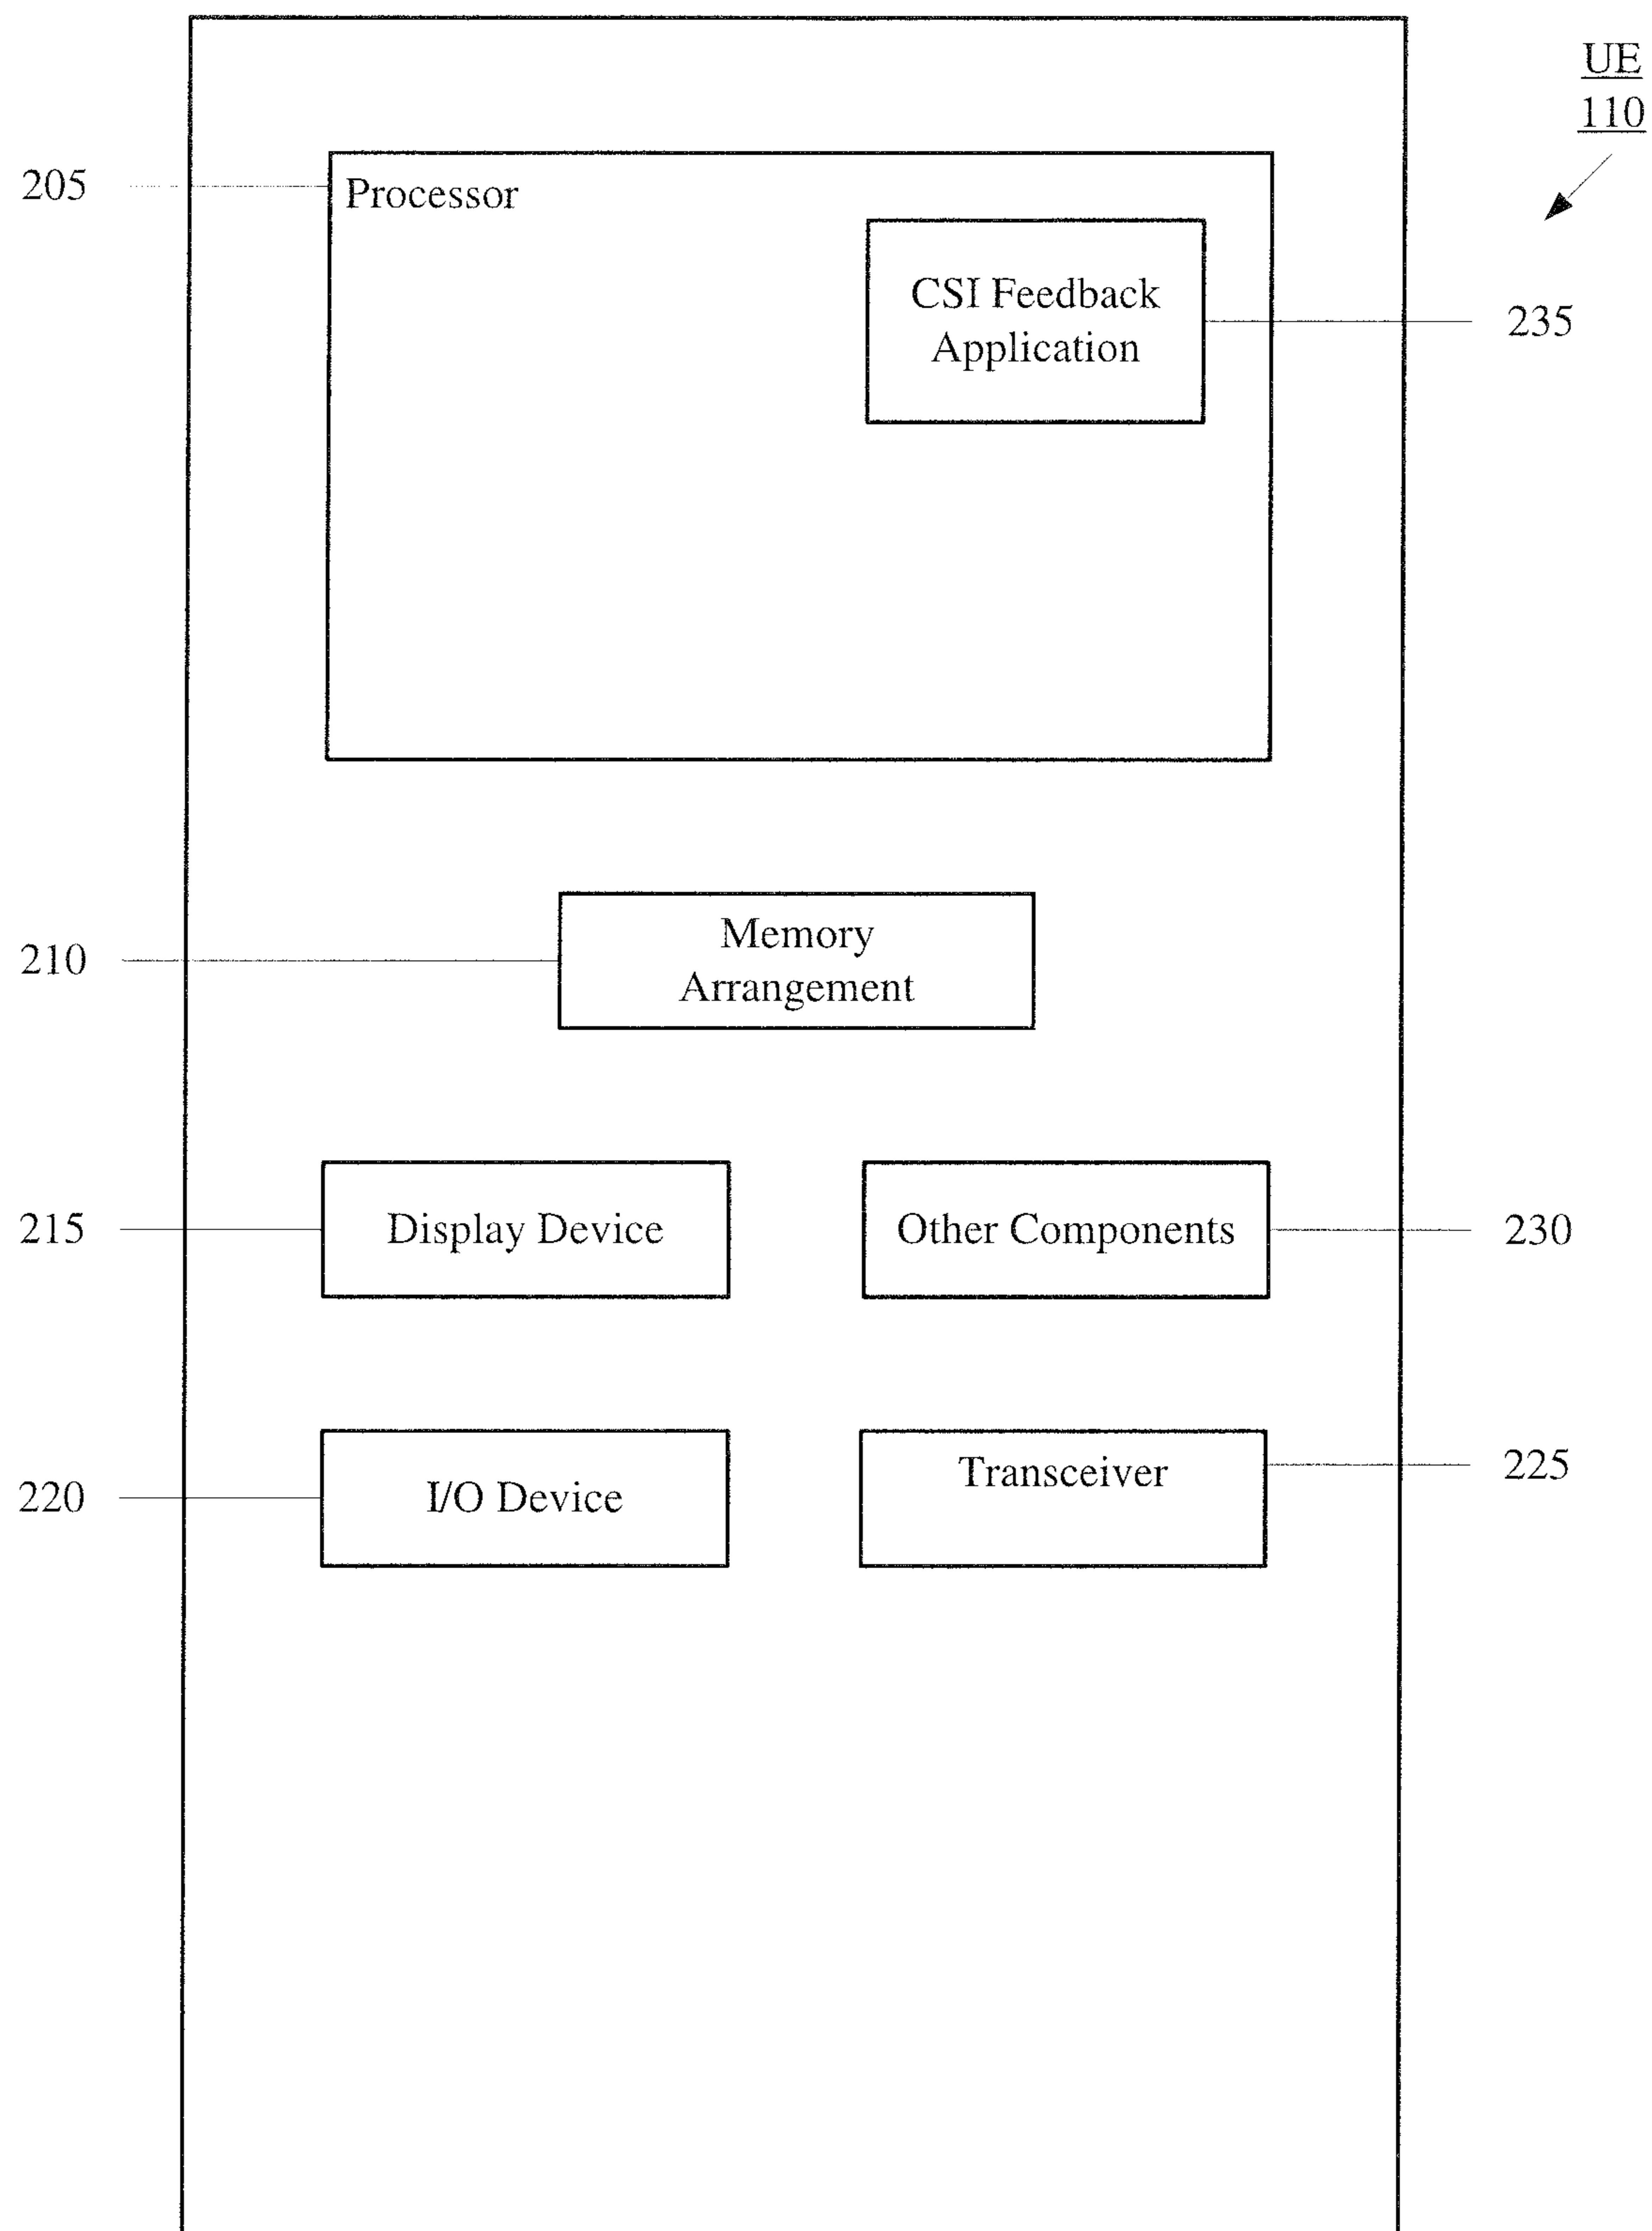 UE
110
205
Processor
CSI Feedback
Application
235
210
Memory
Arrangement
215
Display Device
Other Components
230
220
I/O Device
Transceiver
225